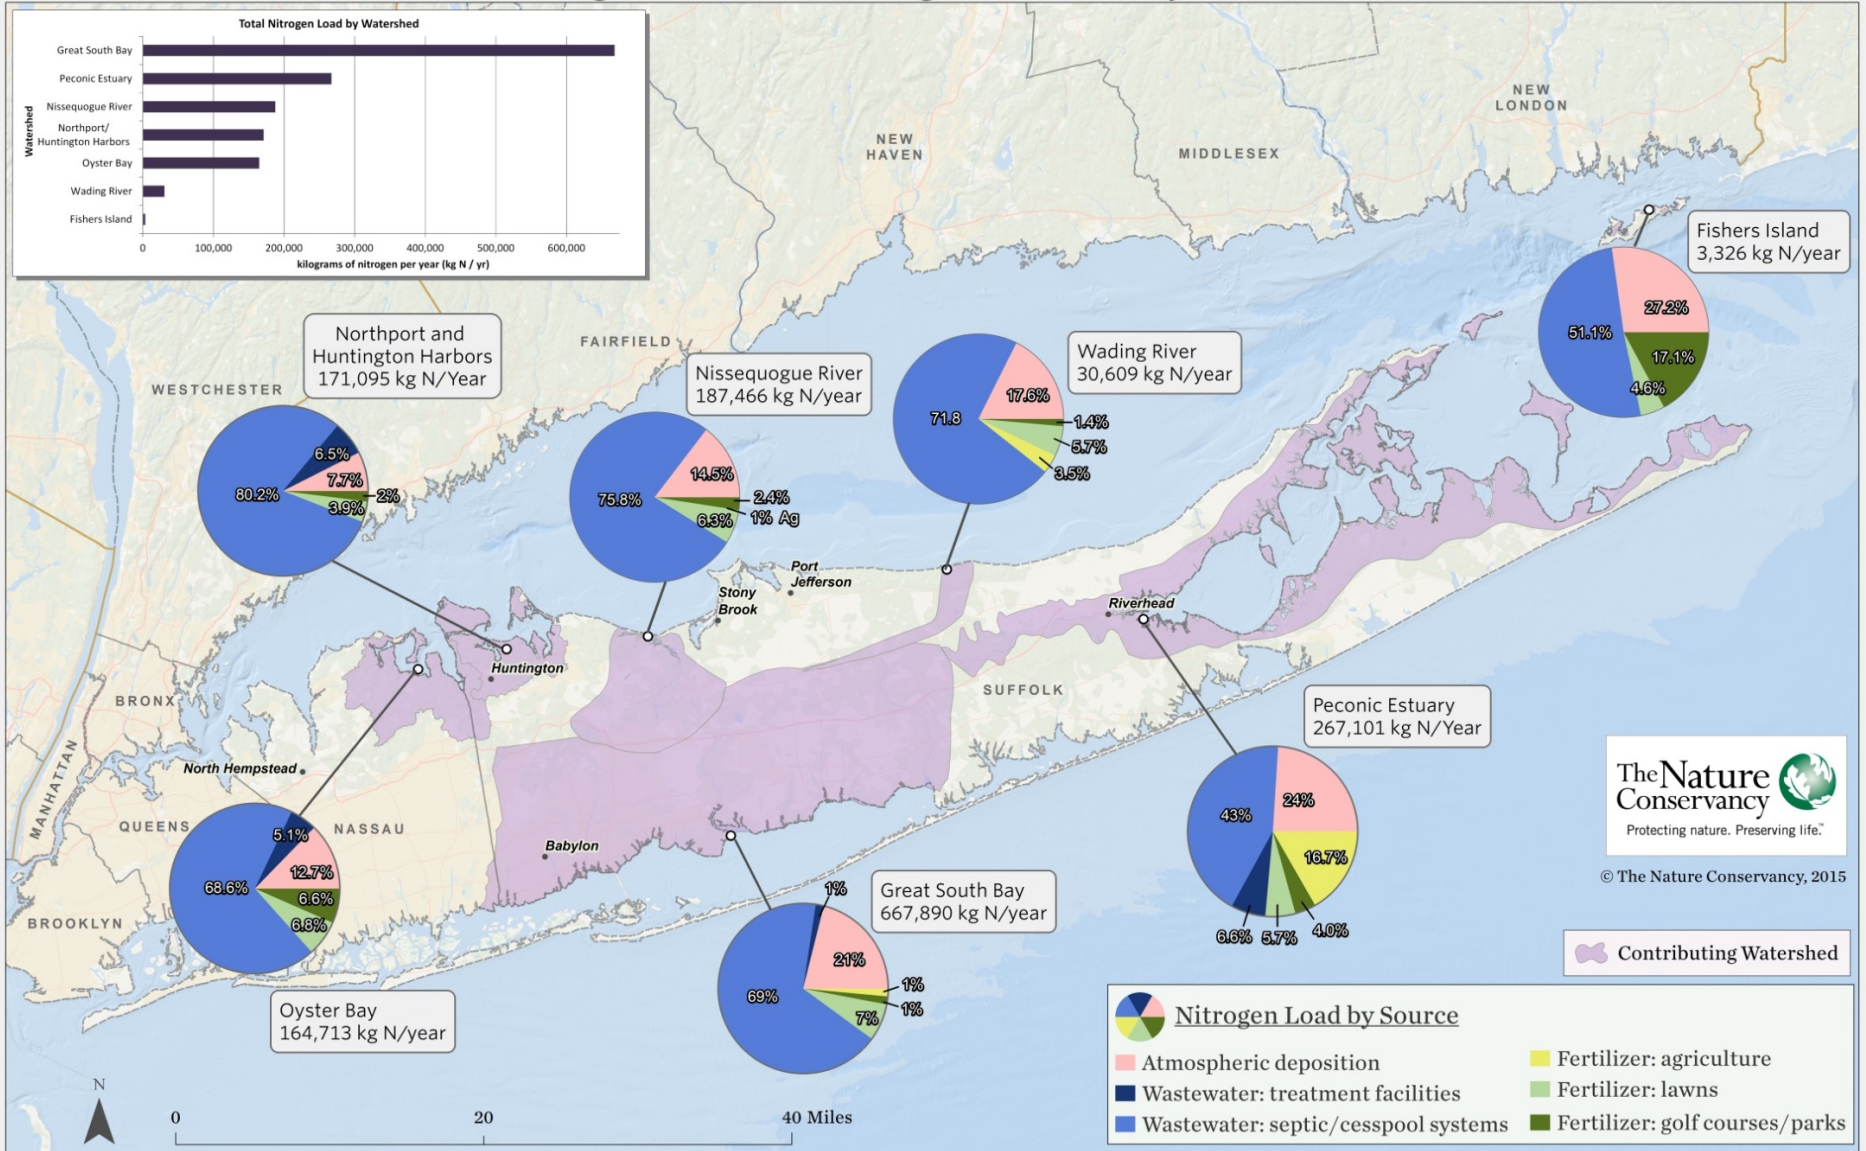 Total Nitrogen Load by Watershed
Watershed
Great South Bay
Peconic Estuary
Nissequogue River
Northport/
Huntington Harbors
Oyster Bay
Wading River
Fishers Island
0 100,000 200,000 300,000 400,000 500,000 600,000
kilograms of nitrogen per year (kg N / yr)
NEW
LONDON
NEW
HAVEN
MIDDLESEX
Fishers Island
3,326 kg N/year
27.2%
51.1%
17.1%
4.6%
Northport and
Huntington Harbors
171,095 kg N/Year
FAIRFIELD
WESTCHESTER
6.5%
7.7%
80.2%
2%
3.9%
Nissequogue River
187,466 kg N/year
14.5%
75.8%
2.4%
1% Ag
6.3%
Wading River
30,609 kg N/year
17.6%
71.8
1.4%
5.7%
3.5%
Port
Jefferson
Stony
Brook
Riverhead
Huntington
SUFFOLK
BRONX
MANHATTAN
North Hempstead
QUEENS
NASSAU
BROOKLYN
Babylon
Peconic Estuary
267,101 kg N/Year
24%
43%
16.7%
6.6%
5.7%
4.0%
5.1%
12.7%
68.6%
6.6%
6.8%
Oyster Bay
164,713 kg N/year
Great South Bay
667,890 kg N/year
1%
21%
69%
1%
1%
7%
The Nature
Conservancy
Protecting nature. Preserving life.™
© The Nature Conservancy, 2015
Contributing Watershed
Nitrogen Load by Source
Atmospheric deposition
Wastewater: treatment facilities
Wastewater: septic/cesspool systems
Fertilizer: agriculture
Fertilizer: lawns
Fertilizer: golf courses/parks
N
0 20 40 Miles